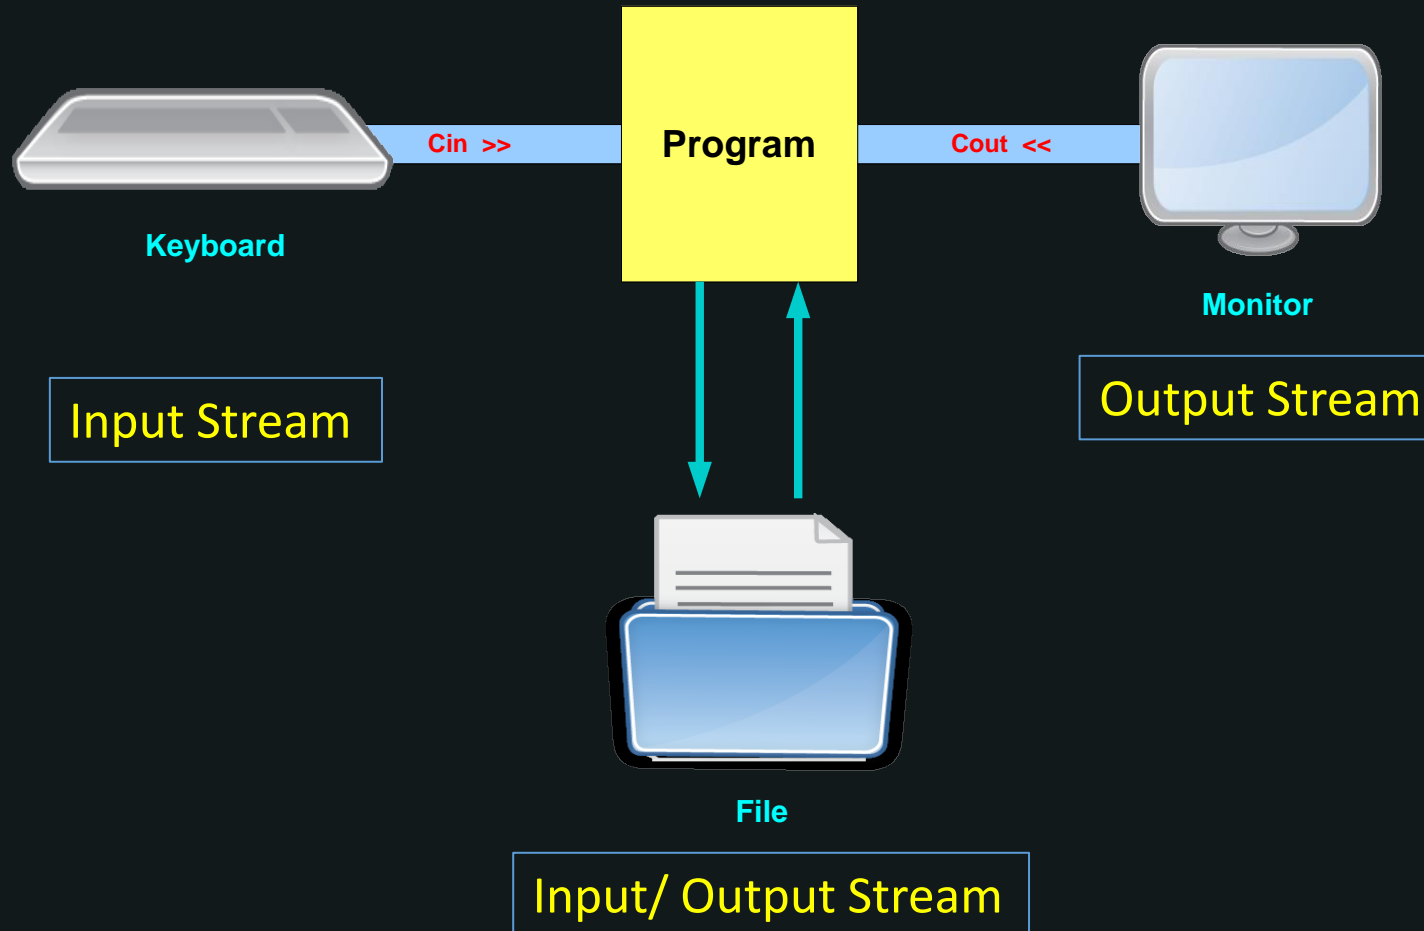 Cin >>
Program
Cout <<
Keyboard
Monitor
Input Stream
Output Stream
File
Input/ Output Stream